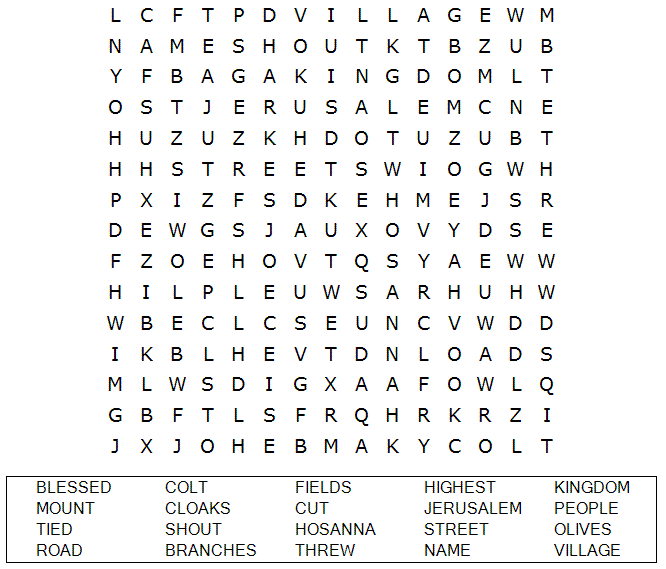 L C F T P D V I L L A G E W M
N A M E S H O U T K T B Z U B
Y F B A G A K I N G D O M L T
O S T J E R U S A L E M C N E
H U Z U Z K H D O T U Z U B T
H H S T R E E T S W I O G W H
P X I Z F S D K E H M E J S R
D E W G S J A U X O V Y D S E
F Z O E H O V T Q S Y A E W W
H I L P L E U W S A R H U H W
W B E C L C S E U N C V W D D
I K B L H E V T D N L O A D S
M L W S D I G X A A F O W L Q
G B F T L S F R Q H R K R Z I
J X J O H E B M A K Y C O L T
BLESSED COLT FIELDS HIGHEST KINGDOM
MOUNT CLOAKS CUT JERUSALEM PEOPLE
TIED SHOUT HOSANNA STREET OLIVES
ROAD BRANCHES THREW NAME VILLAGE